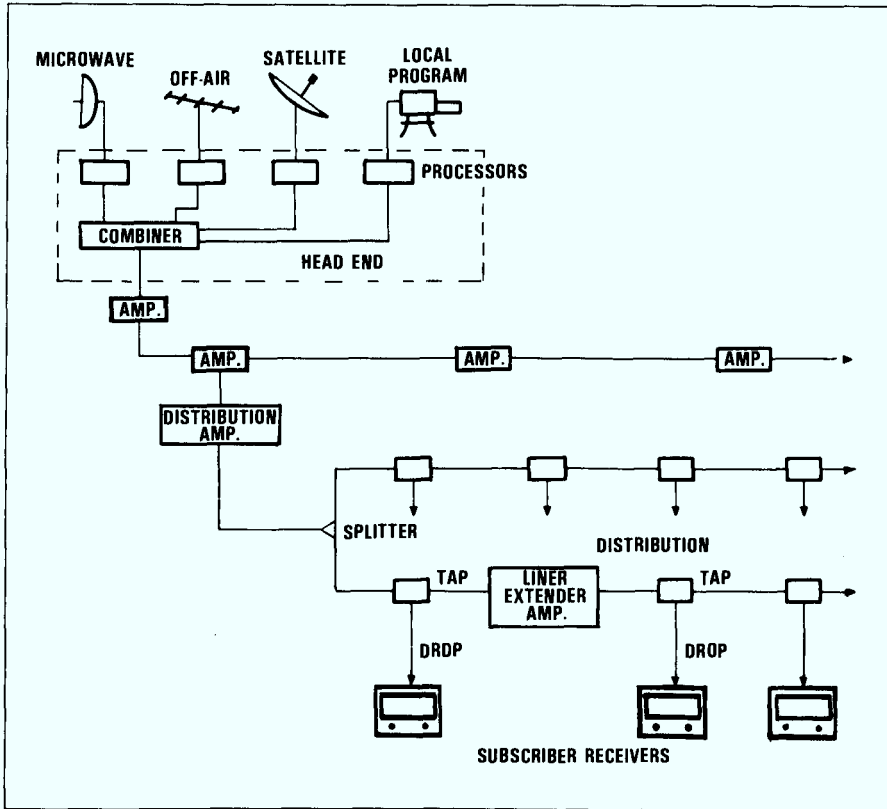 MICROWAVE
OFF-AIR
SATELLITE
LOCAL
PROGRAM
PROCESSORS
COMBINER
HEAD END
AMP.
AMP.
AMP.
AMP.
DISTRIBUTION
AMP.
SPLITTER
DISTRIBUTION
TAP
LINER
EXTENDER
AMP.
TAP
DRDP
DROP
SUBSCRIBER RECEIVERS